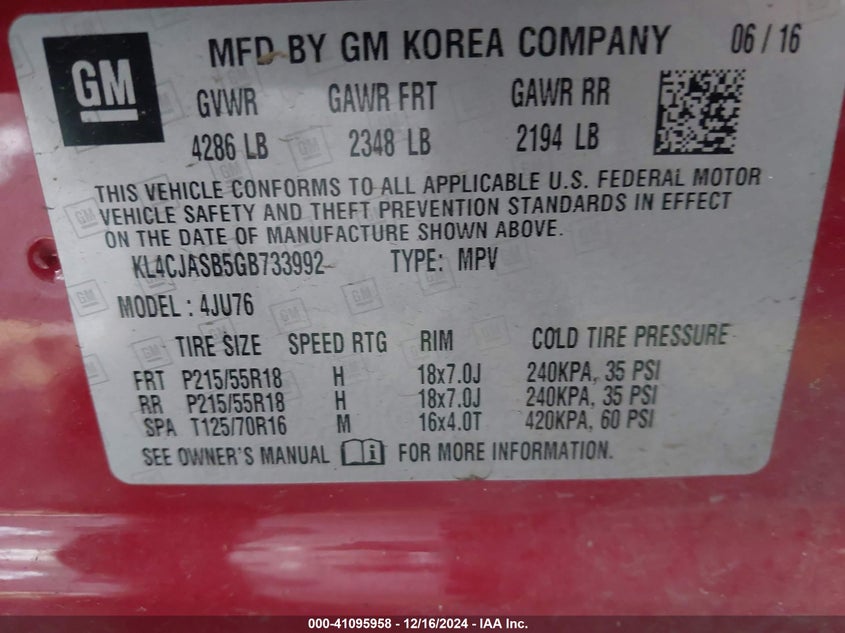 GM MFD BY GM KOREA COMPANY 06 / 16
GVWR GAWR FRT GAWR RR
4286 LB 2348 LB 2194 LB
THIS VEHICLE CONFORMS TO ALL APPLICABLE U.S. FEDERAL MOTOR
VEHICLE SAFETY AND THEFT PREVENTION STANDARDS IN EFFECT
ON THE DATE OF MANUFACTURE SHOWN ABOVE.
KL4CJASB5GB733992 TYPE: MPV
MODEL : 4JU76
TIRE SIZE SPEED RTG RIM COLD TIRE PRESSURE
FRT P215/55R18 H 18x7.0J 240KPA, 35 PSI
RR P215/55R18 H 18x7.0J 240KPA, 35 PSI
SPA T125/70R16 M 16x4.0T 420KPA, 60 PSI
SEE OWNER'S MANUAL i FOR MORE INFORMATION.
000-41095958 - 12/16/2024 - IAA Inc.